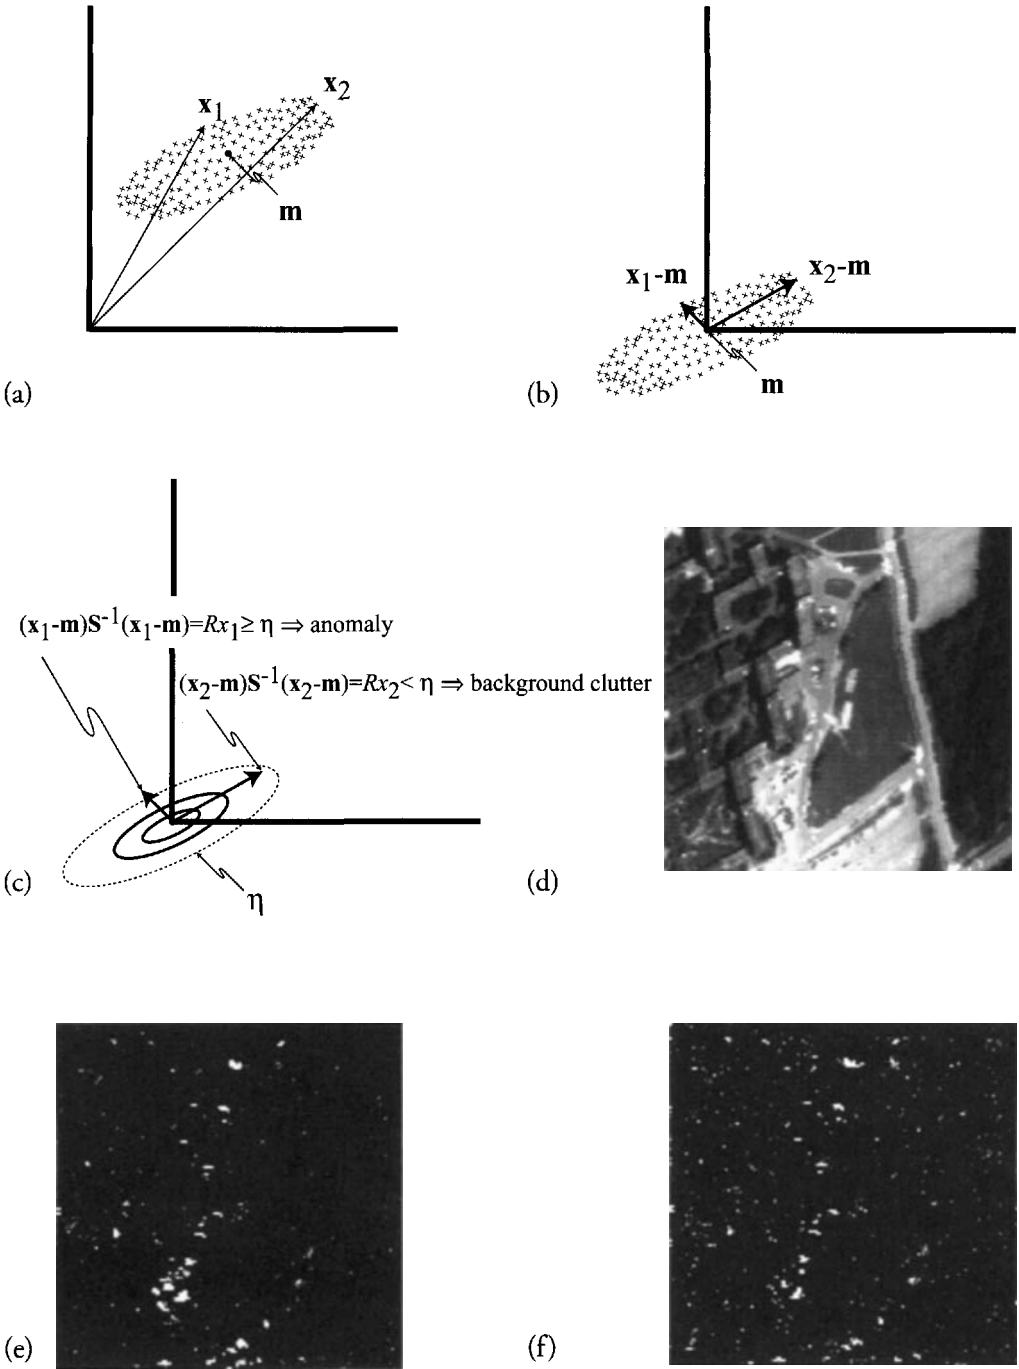 x1
x2
m
(a)
x1-m
x2-m
m
(b)
(x1-m)S-1(x1-m)=Rx1≥ η ⇒ anomaly
(x2-m)S-1(x2-m)=Rx2< η ⇒ background clutter
η
(c)
(d)
(e)
(f)